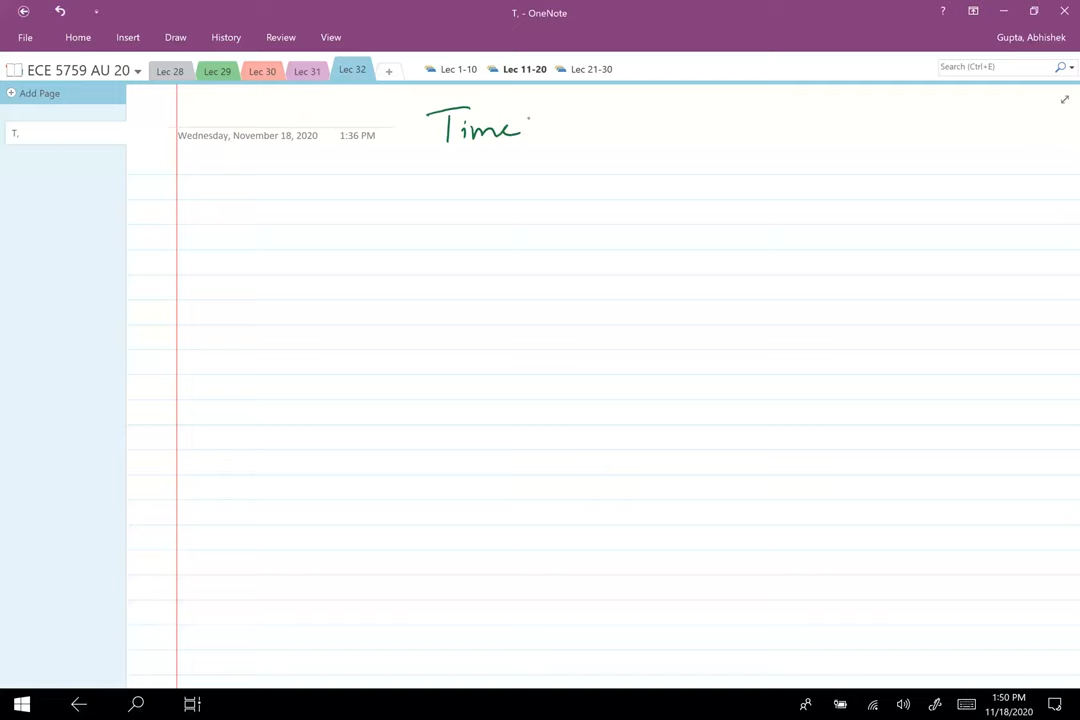 T, - OneNote
?
File Home Insert Draw History Review View
Gupta, Abhishek
ECE 5759 AU 20
Lec 28 Lec 29 Lec 30 Lec 31 Lec 32 + Lec 1-10 Lec 11-20 Lec 21-30
Search (Ctrl+E)
Add Page
T,
Time
Wednesday, November 18, 2020 1:36 PM
1:50 PM
11/18/2020